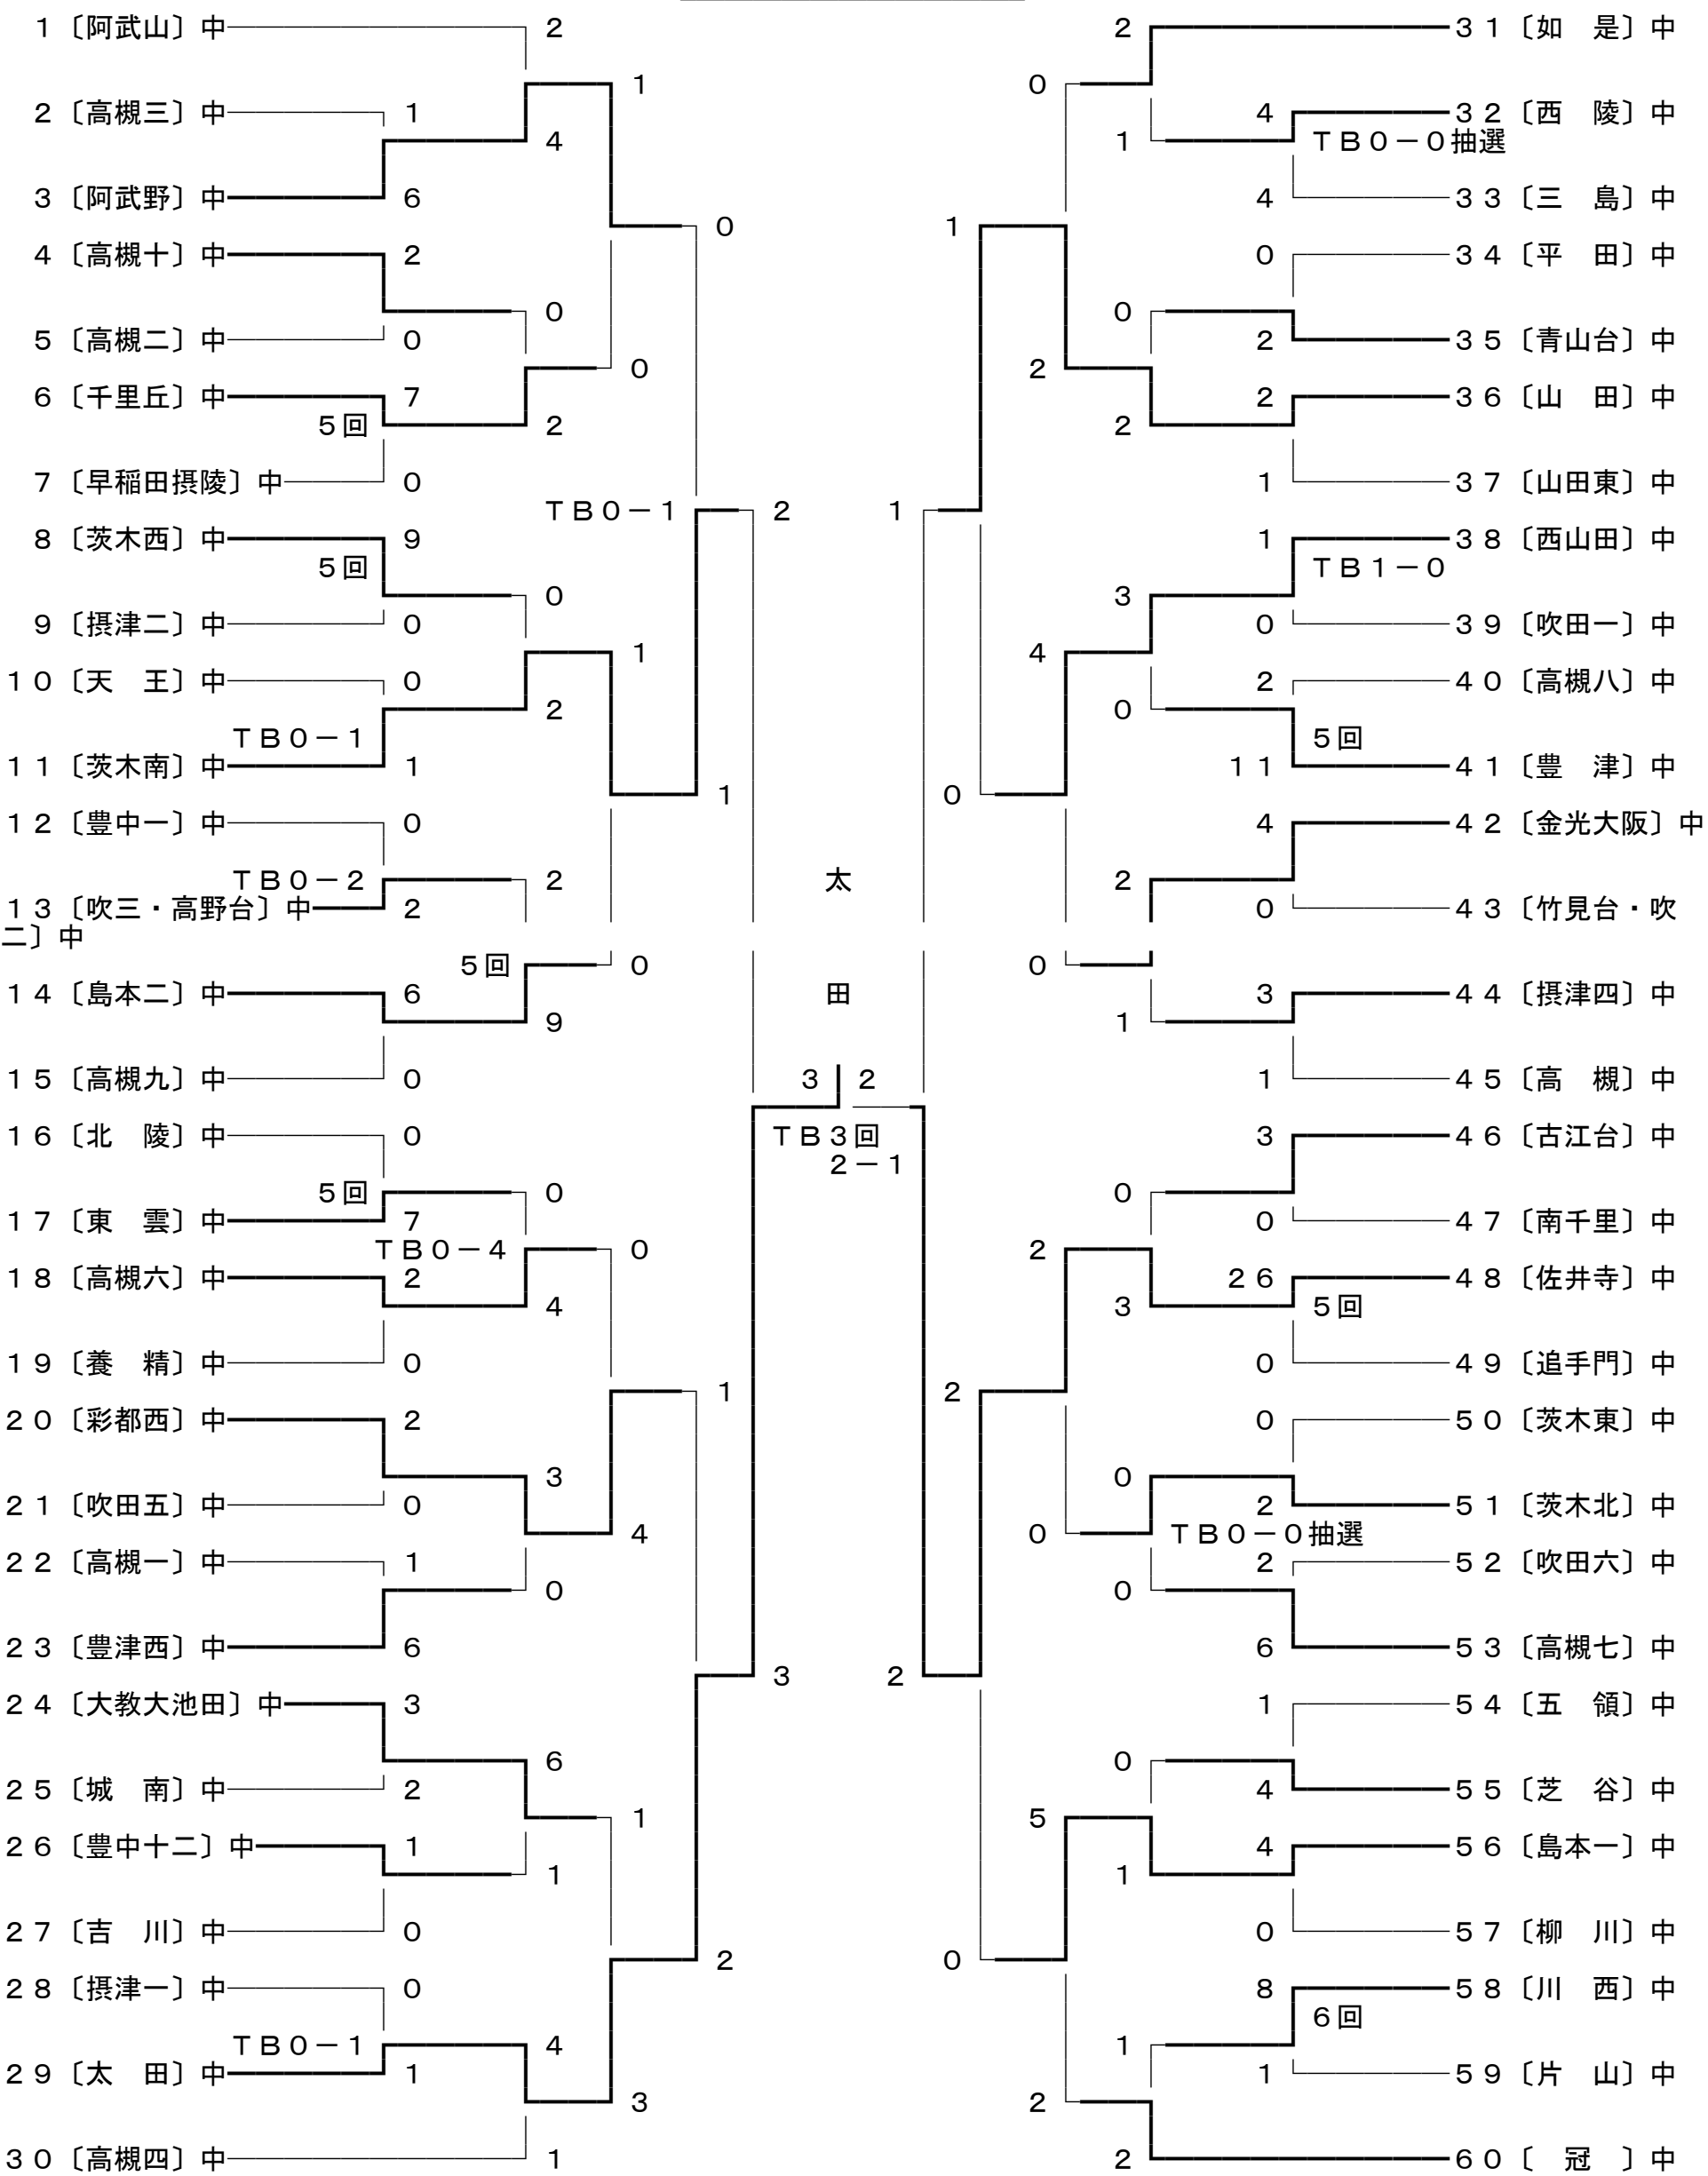 １〔阿武山〕中 ２ ２ ３１〔如　是〕中
１ ０
２〔高槻三〕中 １ ４ ３２〔西　陵〕中
４ １ ＴＢ０－０抽選
３〔阿武野〕中 ６ ４ ３３〔三　島〕中
０ １
４〔高槻十〕中 ２ ０ ３４〔平　田〕中
０ ０
５〔高槻二〕中 ０ ２ ３５〔青山台〕中
０ ２
６〔千里丘〕中 ７ ２ ３６〔山　田〕中
５回 ２ ２
７〔早稲田摂陵〕中 ０ １ ３７〔山田東〕中
ＴＢ０－１ ２ １
８〔茨木西〕中 ９ １ ３８〔西山田〕中
５回 ＴＢ１－０
０ ３
９〔摂津二〕中 ０ ０ ３９〔吹田一〕中
１ ４
１０〔天　王〕中 ０ ２ ４０〔高槻八〕中
２ ０
ＴＢ０－１ ５回
１１〔茨木南〕中 １ １１ ４１〔豊　津〕中
１ ０
１２〔豊中一〕中 ０ ４ ４２〔金光大阪〕中
ＴＢ０－２ ２ 太 ２
１３〔吹三・高野台〕中 ２ ０ ４３〔竹見台・吹
二〕中
５回 ０ ０
１４〔島本二〕中 ６ 田 ３ ４４〔摂津四〕中
９ １
１５〔高槻九〕中 ０ ３ ２ １ ４５〔高　槻〕中
１６〔北　陵〕中 ０ ＴＢ３回 ３ ４６〔古江台〕中
２－１
５回 ０ ０
１７〔東　雲〕中 ７ ０ ４７〔南千里〕中
ＴＢ０－４ ０ ２
１８〔高槻六〕中 ２ ２６ ４８〔佐井寺〕中
４ ３ ５回
１９〔養　精〕中 ０ ０ ４９〔追手門〕中
１ ２
２０〔彩都西〕中 ２ ０ ５０〔茨木東〕中
３ ０
２１〔吹田五〕中 ０ ２ ５１〔茨木北〕中
４ ０ ＴＢ０－０抽選
２２〔高槻一〕中 １ ２ ５２〔吹田六〕中
０ ０
２３〔豊津西〕中 ６ ６ ５３〔高槻七〕中
３ ２
２４〔大教大池田〕中 ３ １ ５４〔五　領〕中
６ ０
２５〔城　南〕中 ２ ４ ５５〔芝　谷〕中
１ ５
２６〔豊中十二〕中 １ ４ ５６〔島本一〕中
１ １
２７〔吉　川〕中 ０ ０ ５７〔柳　川〕中
２ ０
２８〔摂津一〕中 ０ ８ ５８〔川　西〕中
６回
ＴＢ０－１ ４ １
２９〔太　田〕中 １ １ ５９〔片　山〕中
３ ２
３０〔高槻四〕中 １ ２ ６０〔　冠　〕中